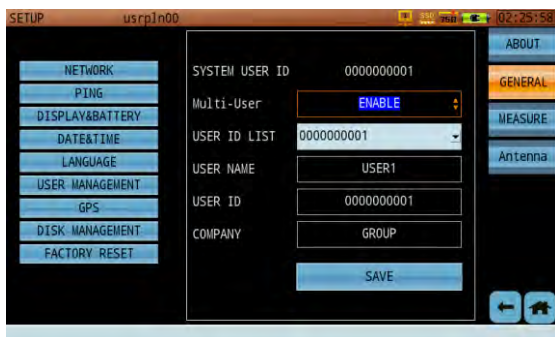 SETUP usrpln00 SSD 75Ω 02:25:58
ABOUT
GENERAL
MEASURE
Antenna
NETWORK
PING
DISPLAY&BATTERY
DATE&TIME
LANGUAGE
USER MANAGEMENT
GPS
DISK MANAGEMENT
FACTORY RESET
SYSTEM USER ID 0000000001
Multi-User ENABLE
USER ID LIST 0000000001
USER NAME USER1
USER ID 0000000001
COMPANY GROUP
SAVE